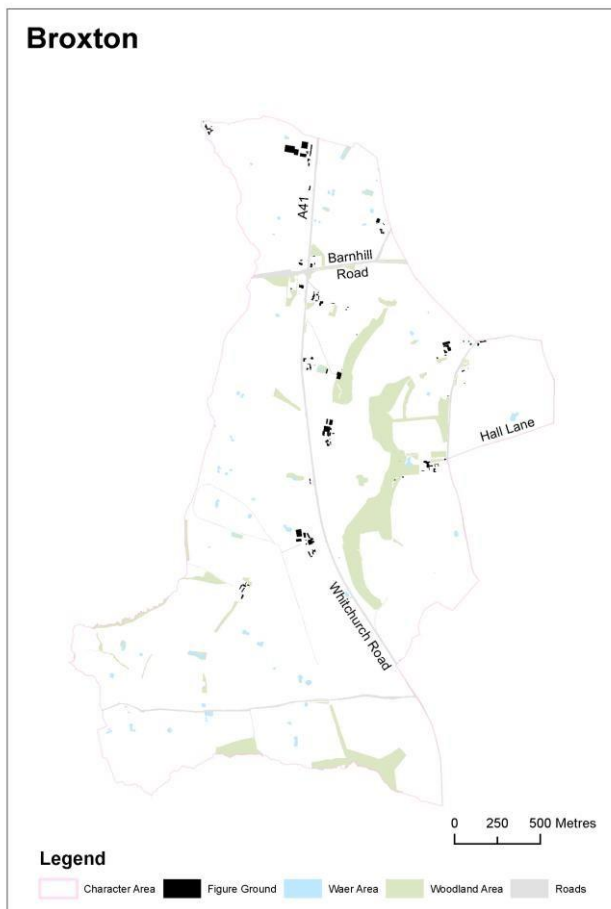 Broxton
A41
Barnhill
Road
Hall Lane
Whitchurch Road
0 250 500 Metres
Legend
Character Area Figure Ground Waer Area Woodland Area Roads